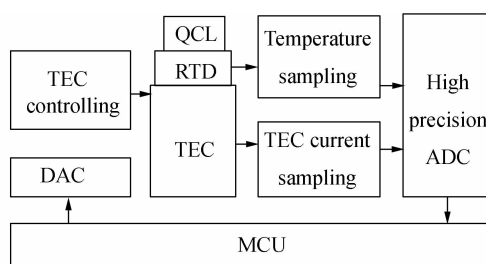 QCL
RTD
TEC
TEC
controlling
Temperature
sampling
TEC current
sampling
High
precision
ADC
DAC
MCU